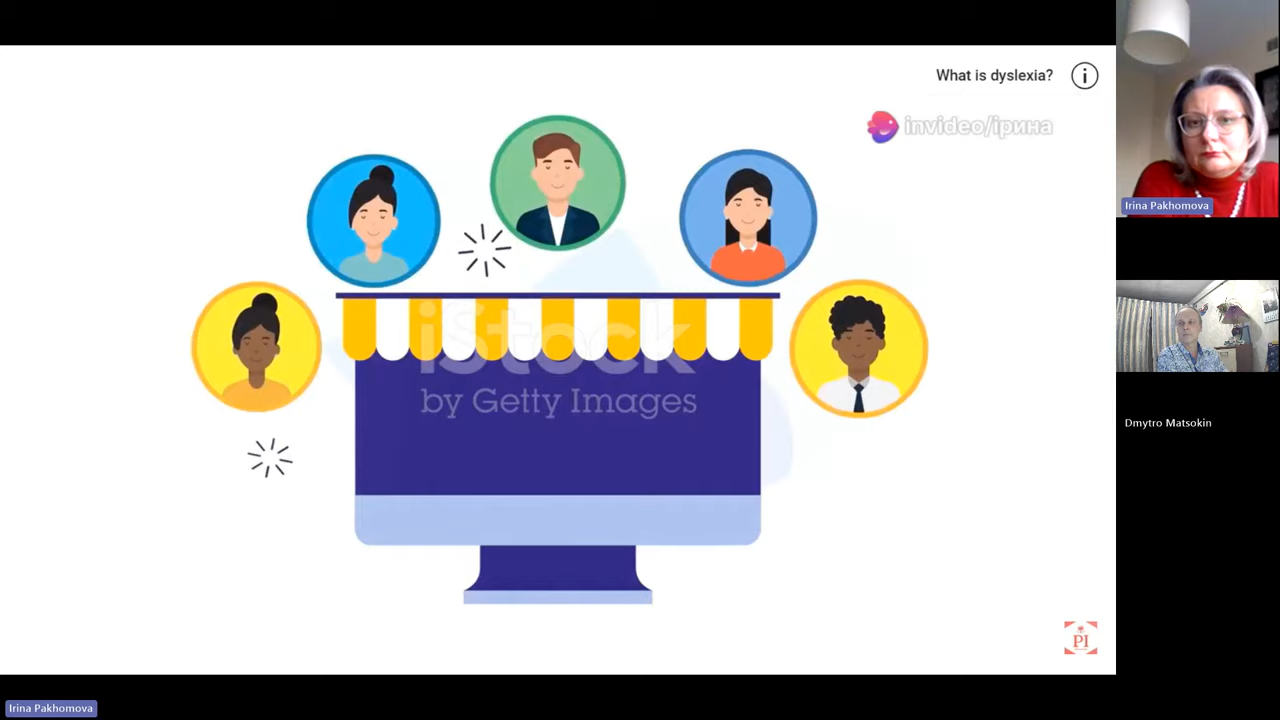 What is dyslexia?
i
invideo/ірина
iStock
by Getty Images
PI
Irina Pakhomova
Dmytro Matsokin
Irina Pakhomova